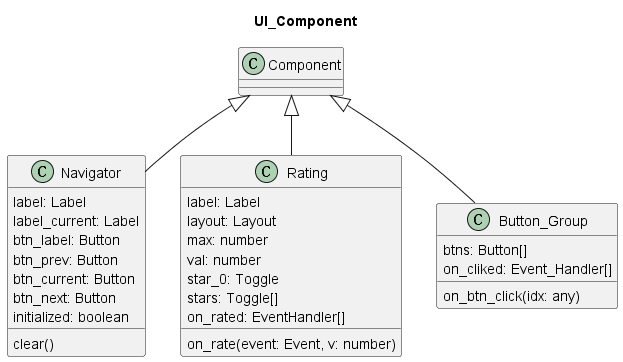 UI_Component
C Component
C Navigator
label: Label
label_current: Label
btn_label: Button
btn_prev: Button
btn_current: Button
btn_next: Button
initialized: boolean
clear()
C Rating
label: Label
layout: Layout
max: number
val: number
star_0: Toggle
stars: Toggle[]
on_rated: EventHandler[]
on_rate(event: Event, v: number)
C Button_Group
btns: Button[]
on_cliked: Event_Handler[]
on_btn_click(idx: any)